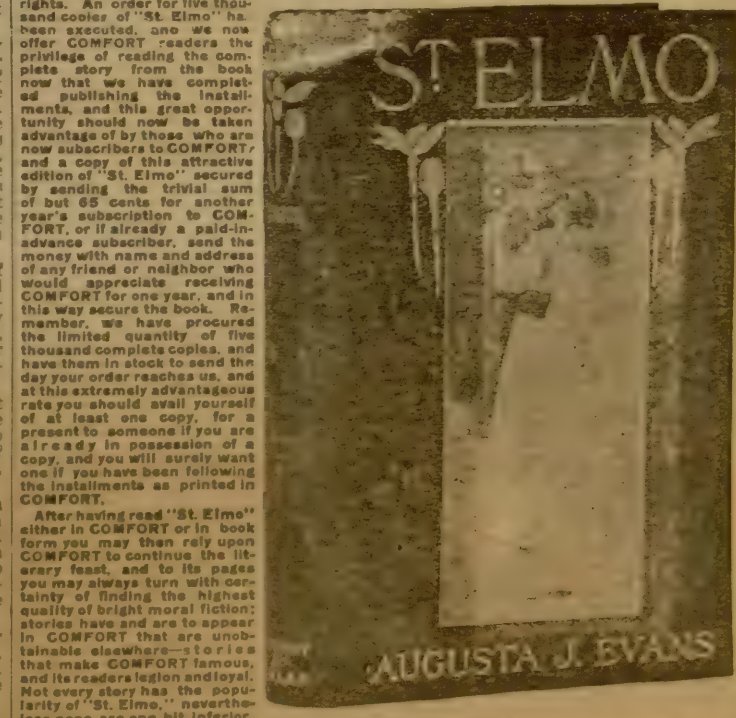 rights. An order for five thou-
sand copies of "St. Elmo" ha
been executed, and we now
offer COMFORT readers the
privilege of reading the com-
plete story from the book
now that we have complet-
ed publishing the install-
ments, and this great oppor-
tunity should now be taken
advantage of by those who are
now subscribers to COMFORT,
and a copy of this attractive
edition of "St. Elmo" secured
by sending the trivial sum
of but 65 cents for another
year's subscription to COM-
FORT, or if already a paid-in-
advance subscriber, send the
money with name and address
of any friend or neighbor who
would appreciate receiving
COMFORT for one year, and in
this way secure the book. Re-
member, we have procured
the limited quantity of five
thousand complete copies, and
have them in stock to send the
day your order reaches us, and
at this extremely advantageous
rate you should avail yourself
of at least one copy, for a
present to someone if you are
already in possession of a
copy, and you will surely want
one if you have been following
the installments as printed in
COMFORT.
After having read "St. Elmo"
either in COMFORT or in book
form you may then rely upon
COMFORT to continue the lit-
erary feast, and to its pages
you may always turn with cer-
tainty of finding the highest
quality of bright moral fiction;
stories have and are to appear
in COMFORT that are unob-
tainable elsewhere—stories
that make COMFORT famous,
and its readers legion and loyal.
Not every story has the popu-
larity of "St. Elmo," neverthe-
less none are one bit inferior
ST. ELMO
AUGUSTA J. EVANS